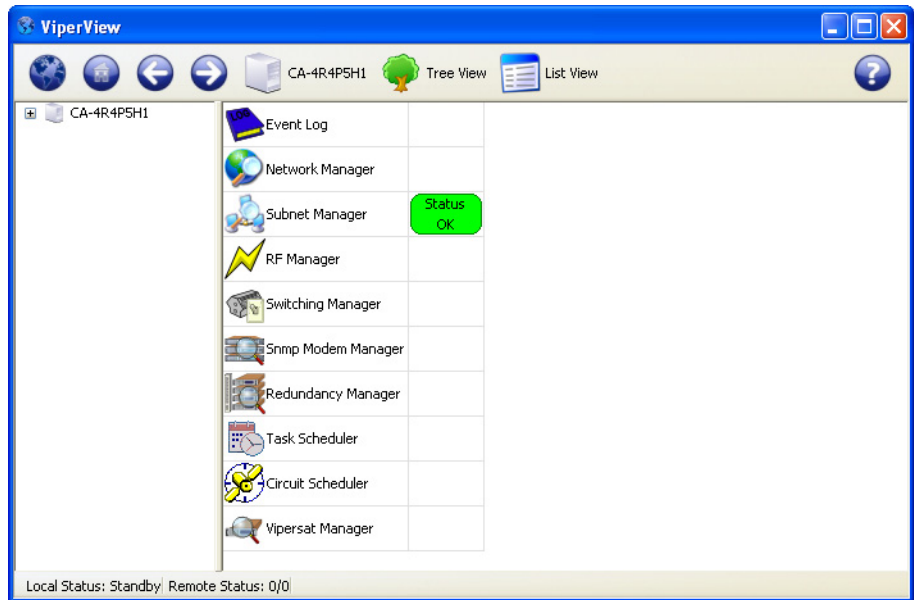 ViperView
CA-4R4P5H1 Tree View List View
CA-4R4P5H1
LOG
Event Log
Network Manager
Subnet Manager
Status
OK
RF Manager
Switching Manager
Snmp Modem Manager
Redundancy Manager
Task Scheduler
Circuit Scheduler
Vipersat Manager
Local Status: Standby Remote Status: 0/0